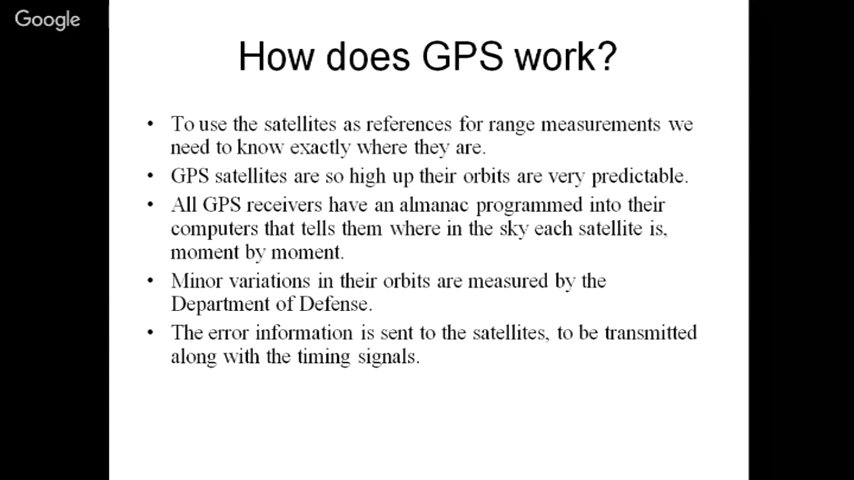 Google
How does GPS work?
• To use the satellites as references for range measurements we
need to know exactly where they are.
• GPS satellites are so high up their orbits are very predictable.
• All GPS receivers have an almanac programmed into their
computers that tells them where in the sky each satellite is,
moment by moment.
• Minor variations in their orbits are measured by the
Department of Defense.
• The error information is sent to the satellites, to be transmitted
along with the timing signals.